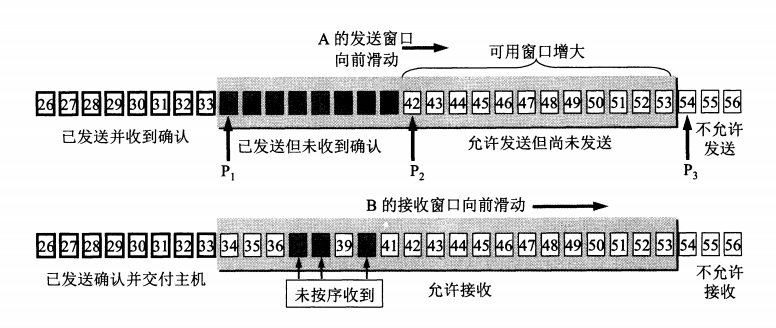 A 的发送窗口
向前滑动
可用窗口增大
26 27 28 29 30 31 32 33 42 43 44 45 46 47 48 49 50 51 52 53 54 55 56
已发送并收到确认
已发送但未收到确认
允许发送但尚未发送
不允许
发送
P1
P2
P3
B 的接收窗口向前滑动
26 27 28 29 30 31 32 33 34 35 36 39 41 42 43 44 45 46 47 48 49 50 51 52 53 54 55 56
已发送确认并交付主机
未按序收到
允许接收
不允许
接收